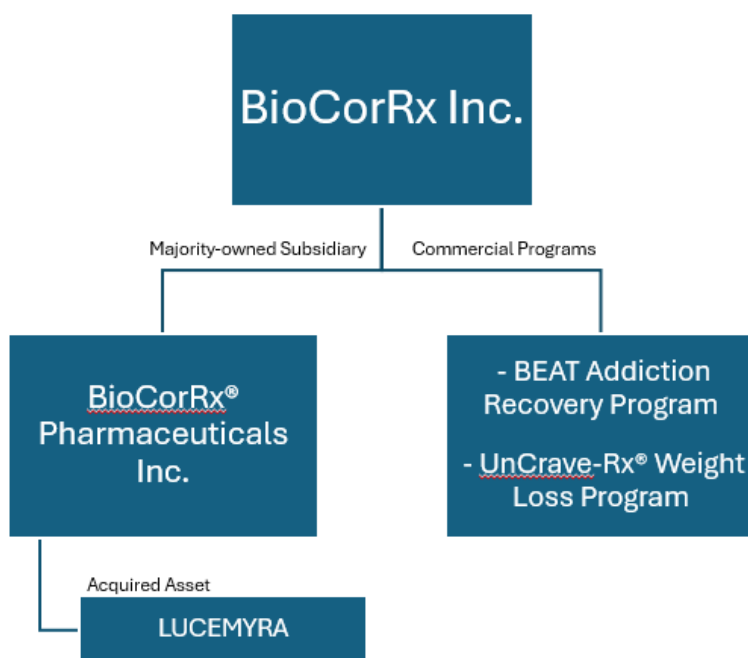 BioCorRx Inc.
Majority-owned Subsidiary
Commercial Programs
BioCorRx®
Pharmaceuticals
Inc.
- BEAT Addiction
Recovery Program
- UnCrave-Rx® Weight
Loss Program
Acquired Asset
LUCEMYRA